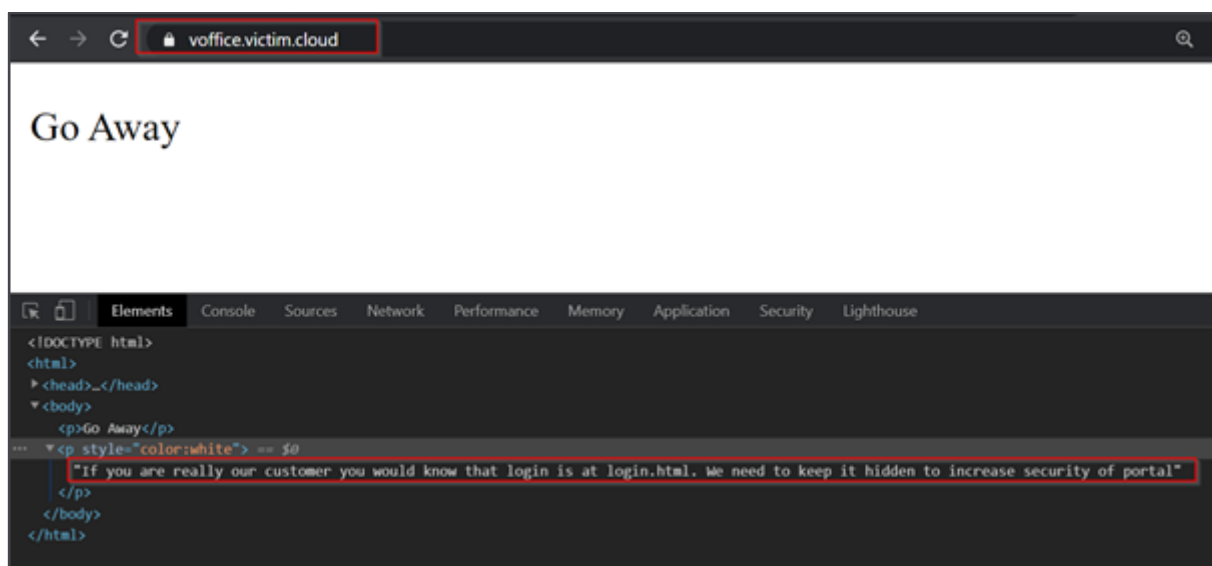 voffice.victim.cloud
Go Away
Elements Console Sources Network Performance Memory Application Security Lighthouse
<!DOCTYPE html>
<html>
<head>…</head>
<body>
<p>Go Away</p>
… <p style="color:white"> == $0
"If you are really our customer you would know that login is at login.html. We need to keep it hidden to increase security of portal"
</p>
</body>
</html>